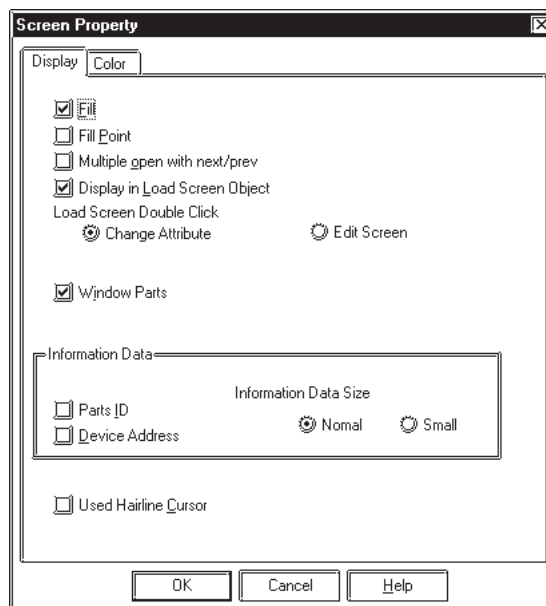 Screen Property
Display Color
Fill
Fill Point
Multiple open with next/prev
Display in Load Screen Object
Load Screen Double Click
Change Attribute Edit Screen
Window Parts
Information Data
Information Data Size
Parts ID
Nomal Small
Device Address
Used Hairline Cursor
OK Cancel Help